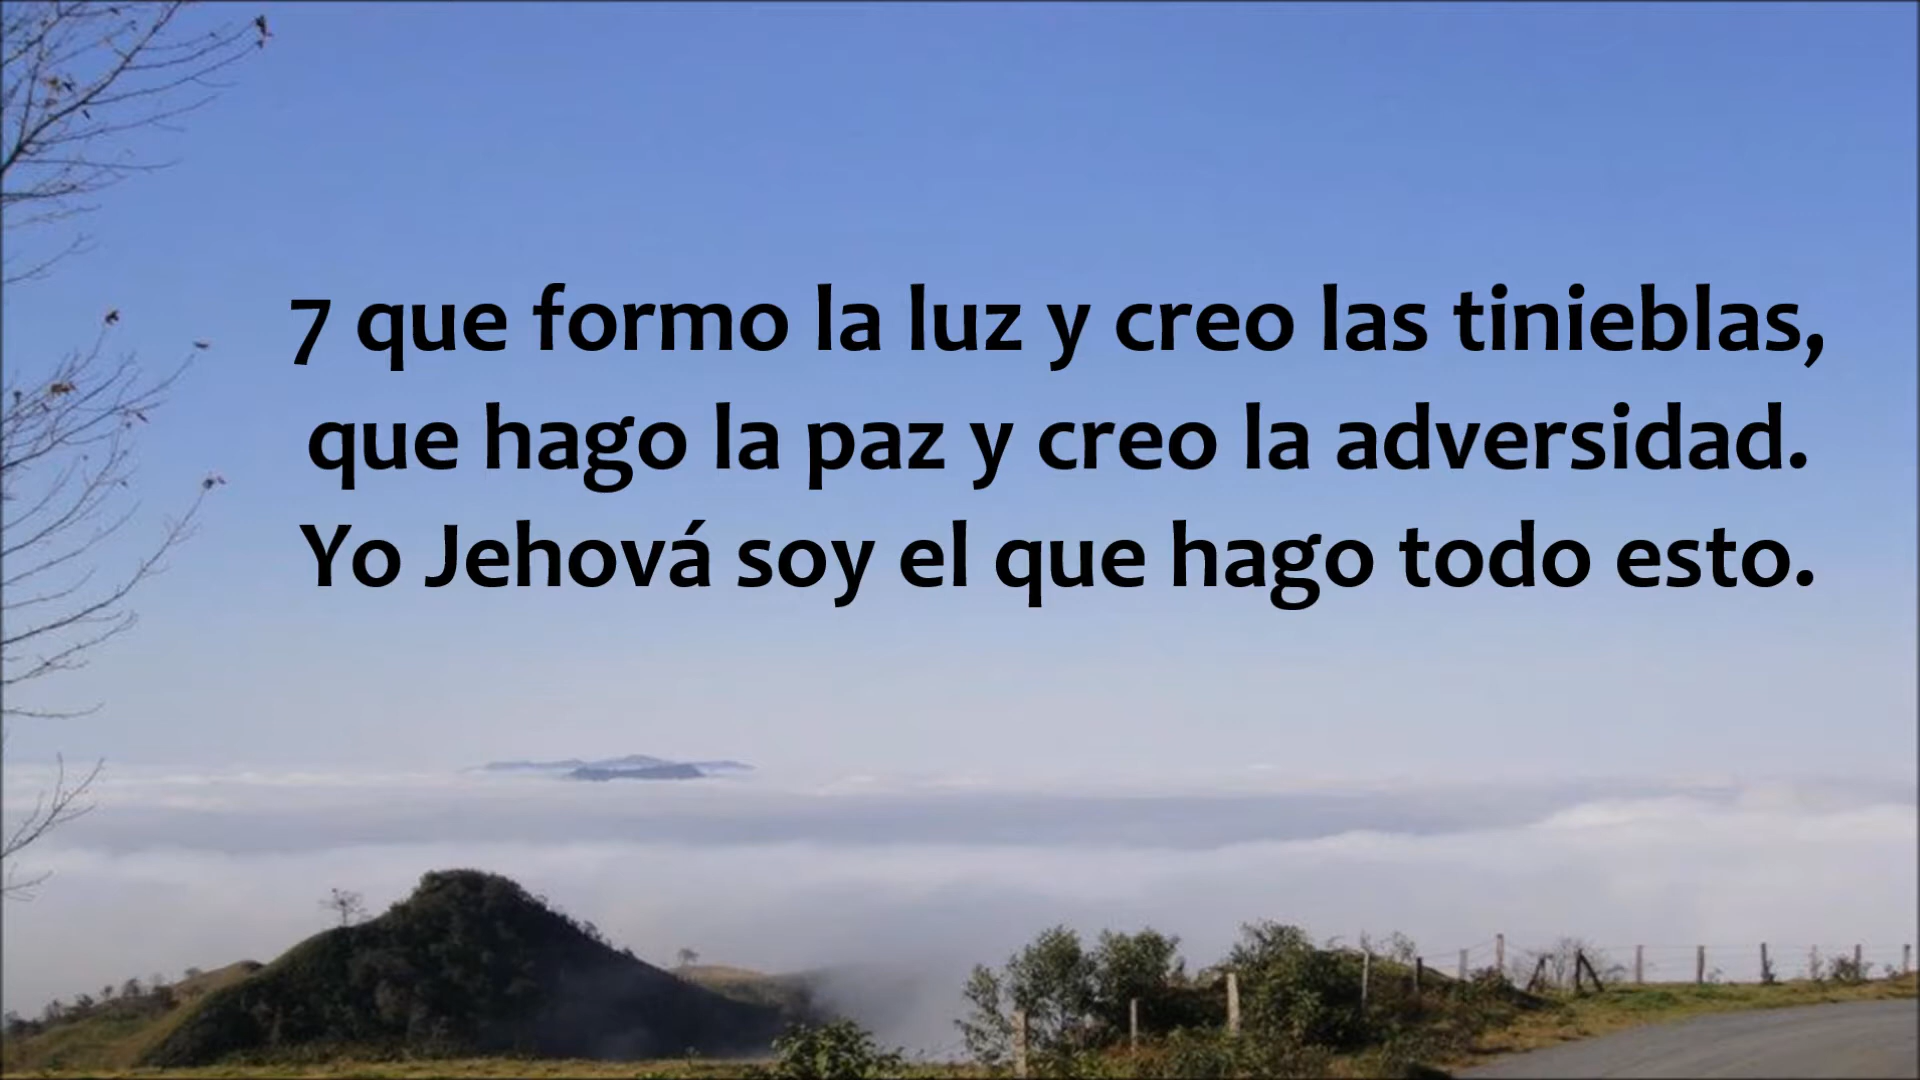 7 que formo la luz y creo las tinieblas,
que hago la paz y creo la adversidad.
Yo Jehová soy el que hago todo esto.